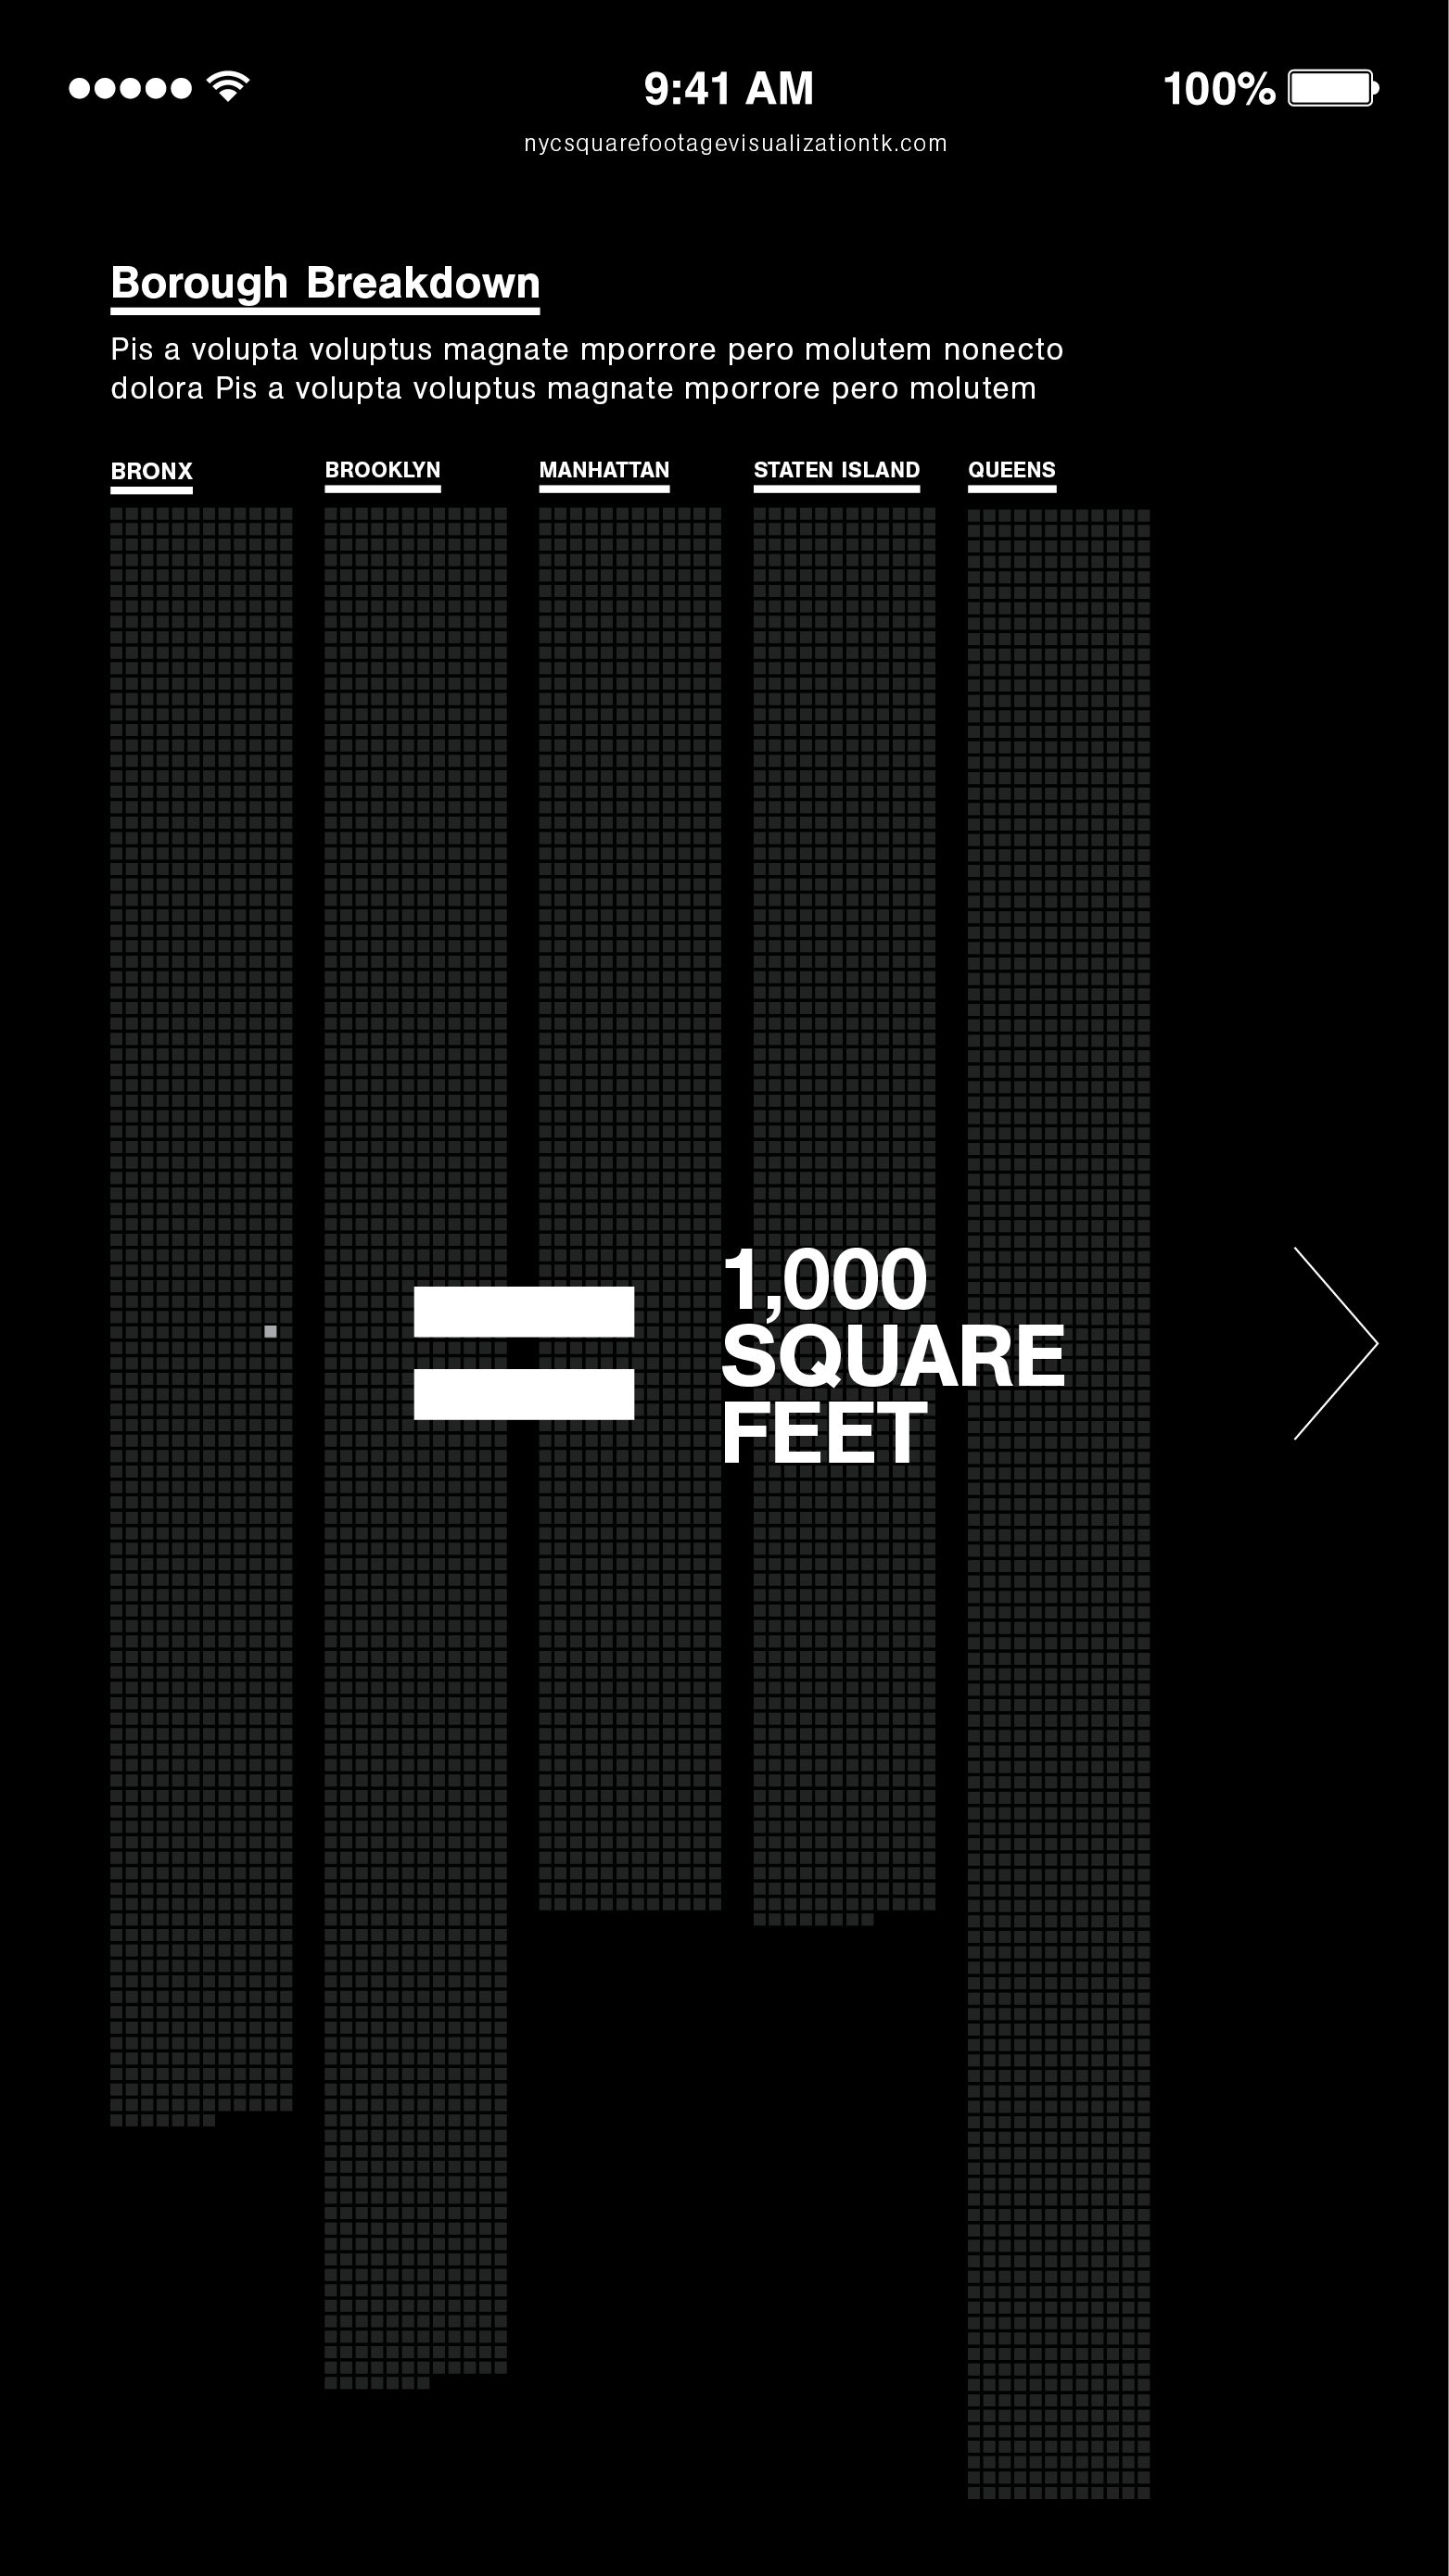 9:41 AM
100%
nycsquarefootagevisualizationtk.com
Borough Breakdown
Pis a volupta voluptus magnate mporrore pero molutem nonecto
dolora Pis a volupta voluptus magnate mporrore pero molutem
BRONX
BROOKLYN
MANHATTAN
STATEN ISLAND
QUEENS
1,000
SQUARE
FEET